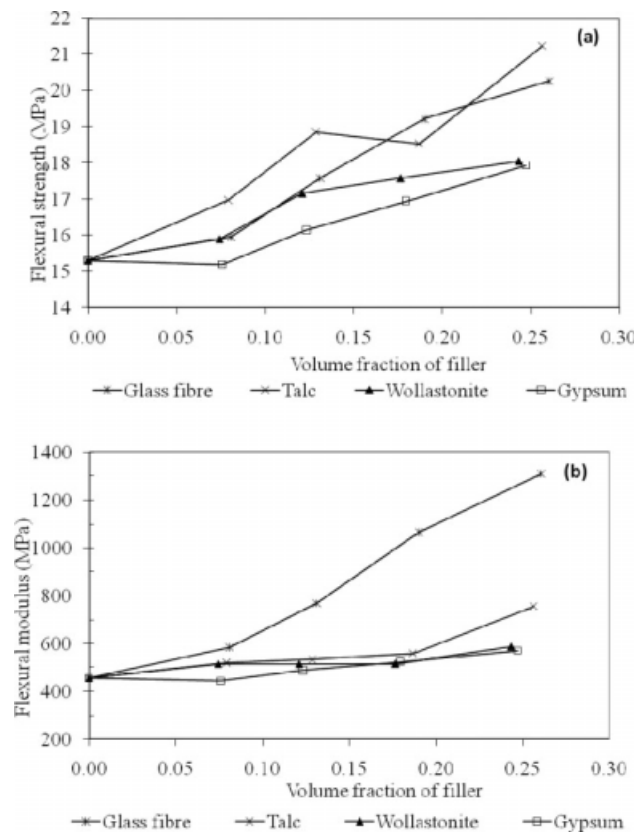 (a)
22
21
20
19
18
17
16
15
14
Flexural strength (MPa)
0.00 0.05 0.10 0.15 0.20 0.25 0.30
Volume fraction of filler
Glass fibre Talc Wollastonite Gypsum
(b)
1400
1200
1000
800
600
400
200
Flexural modulus (MPa)
0.00 0.05 0.10 0.15 0.20 0.25 0.30
Volume fraction of filler
Glass fibre Talc Wollastonite Gypsum